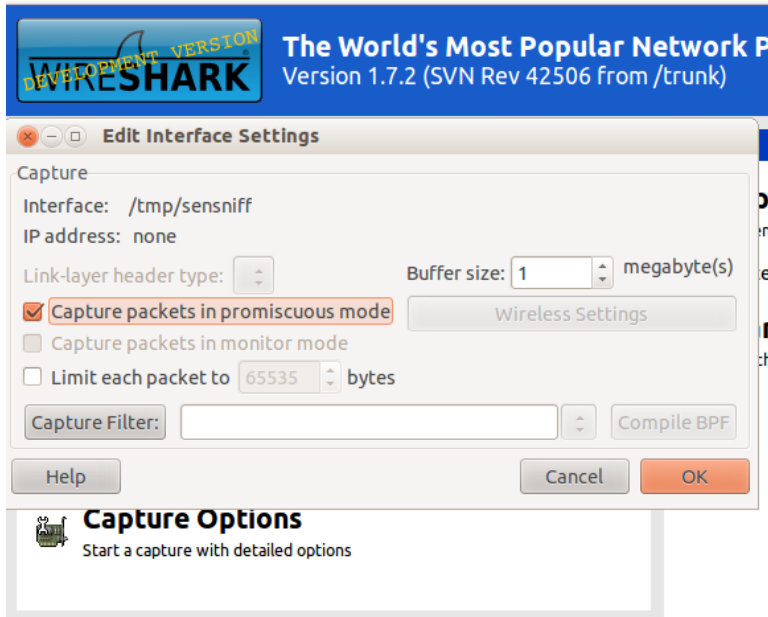 DEVELOPMENT VERSION
WIRESHARK
The World's Most Popular Network P
Version 1.7.2 (SVN Rev 42506 from /trunk)
Edit Interface Settings
Capture
Interface: /tmp/sensniff
IP address: none
Link-layer header type:
Buffer size: 1 megabyte(s)
Capture packets in promiscuous mode
Wireless Settings
Capture packets in monitor mode
Limit each packet to 65535 bytes
Capture Filter:
Compile BPF
Help
Cancel
OK
Capture Options
Start a capture with detailed options